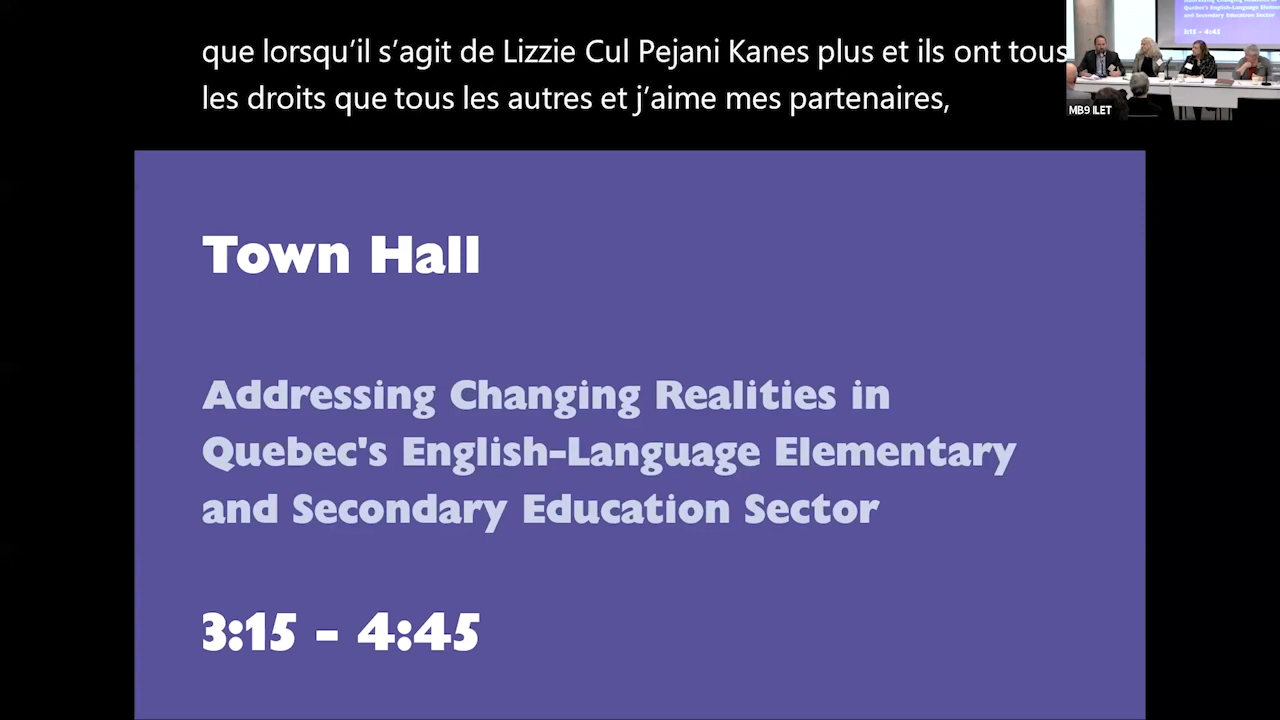 que lorsqu’il s’agit de Lizzie Cul Pejani Kanes plus et ils ont tous
les droits que tous les autres et j’aime mes partenaires,
MB9 ILET
Town Hall
Addressing Changing Realities in
Quebec's English-Language Elementary
and Secondary Education Sector
3:15 - 4:45